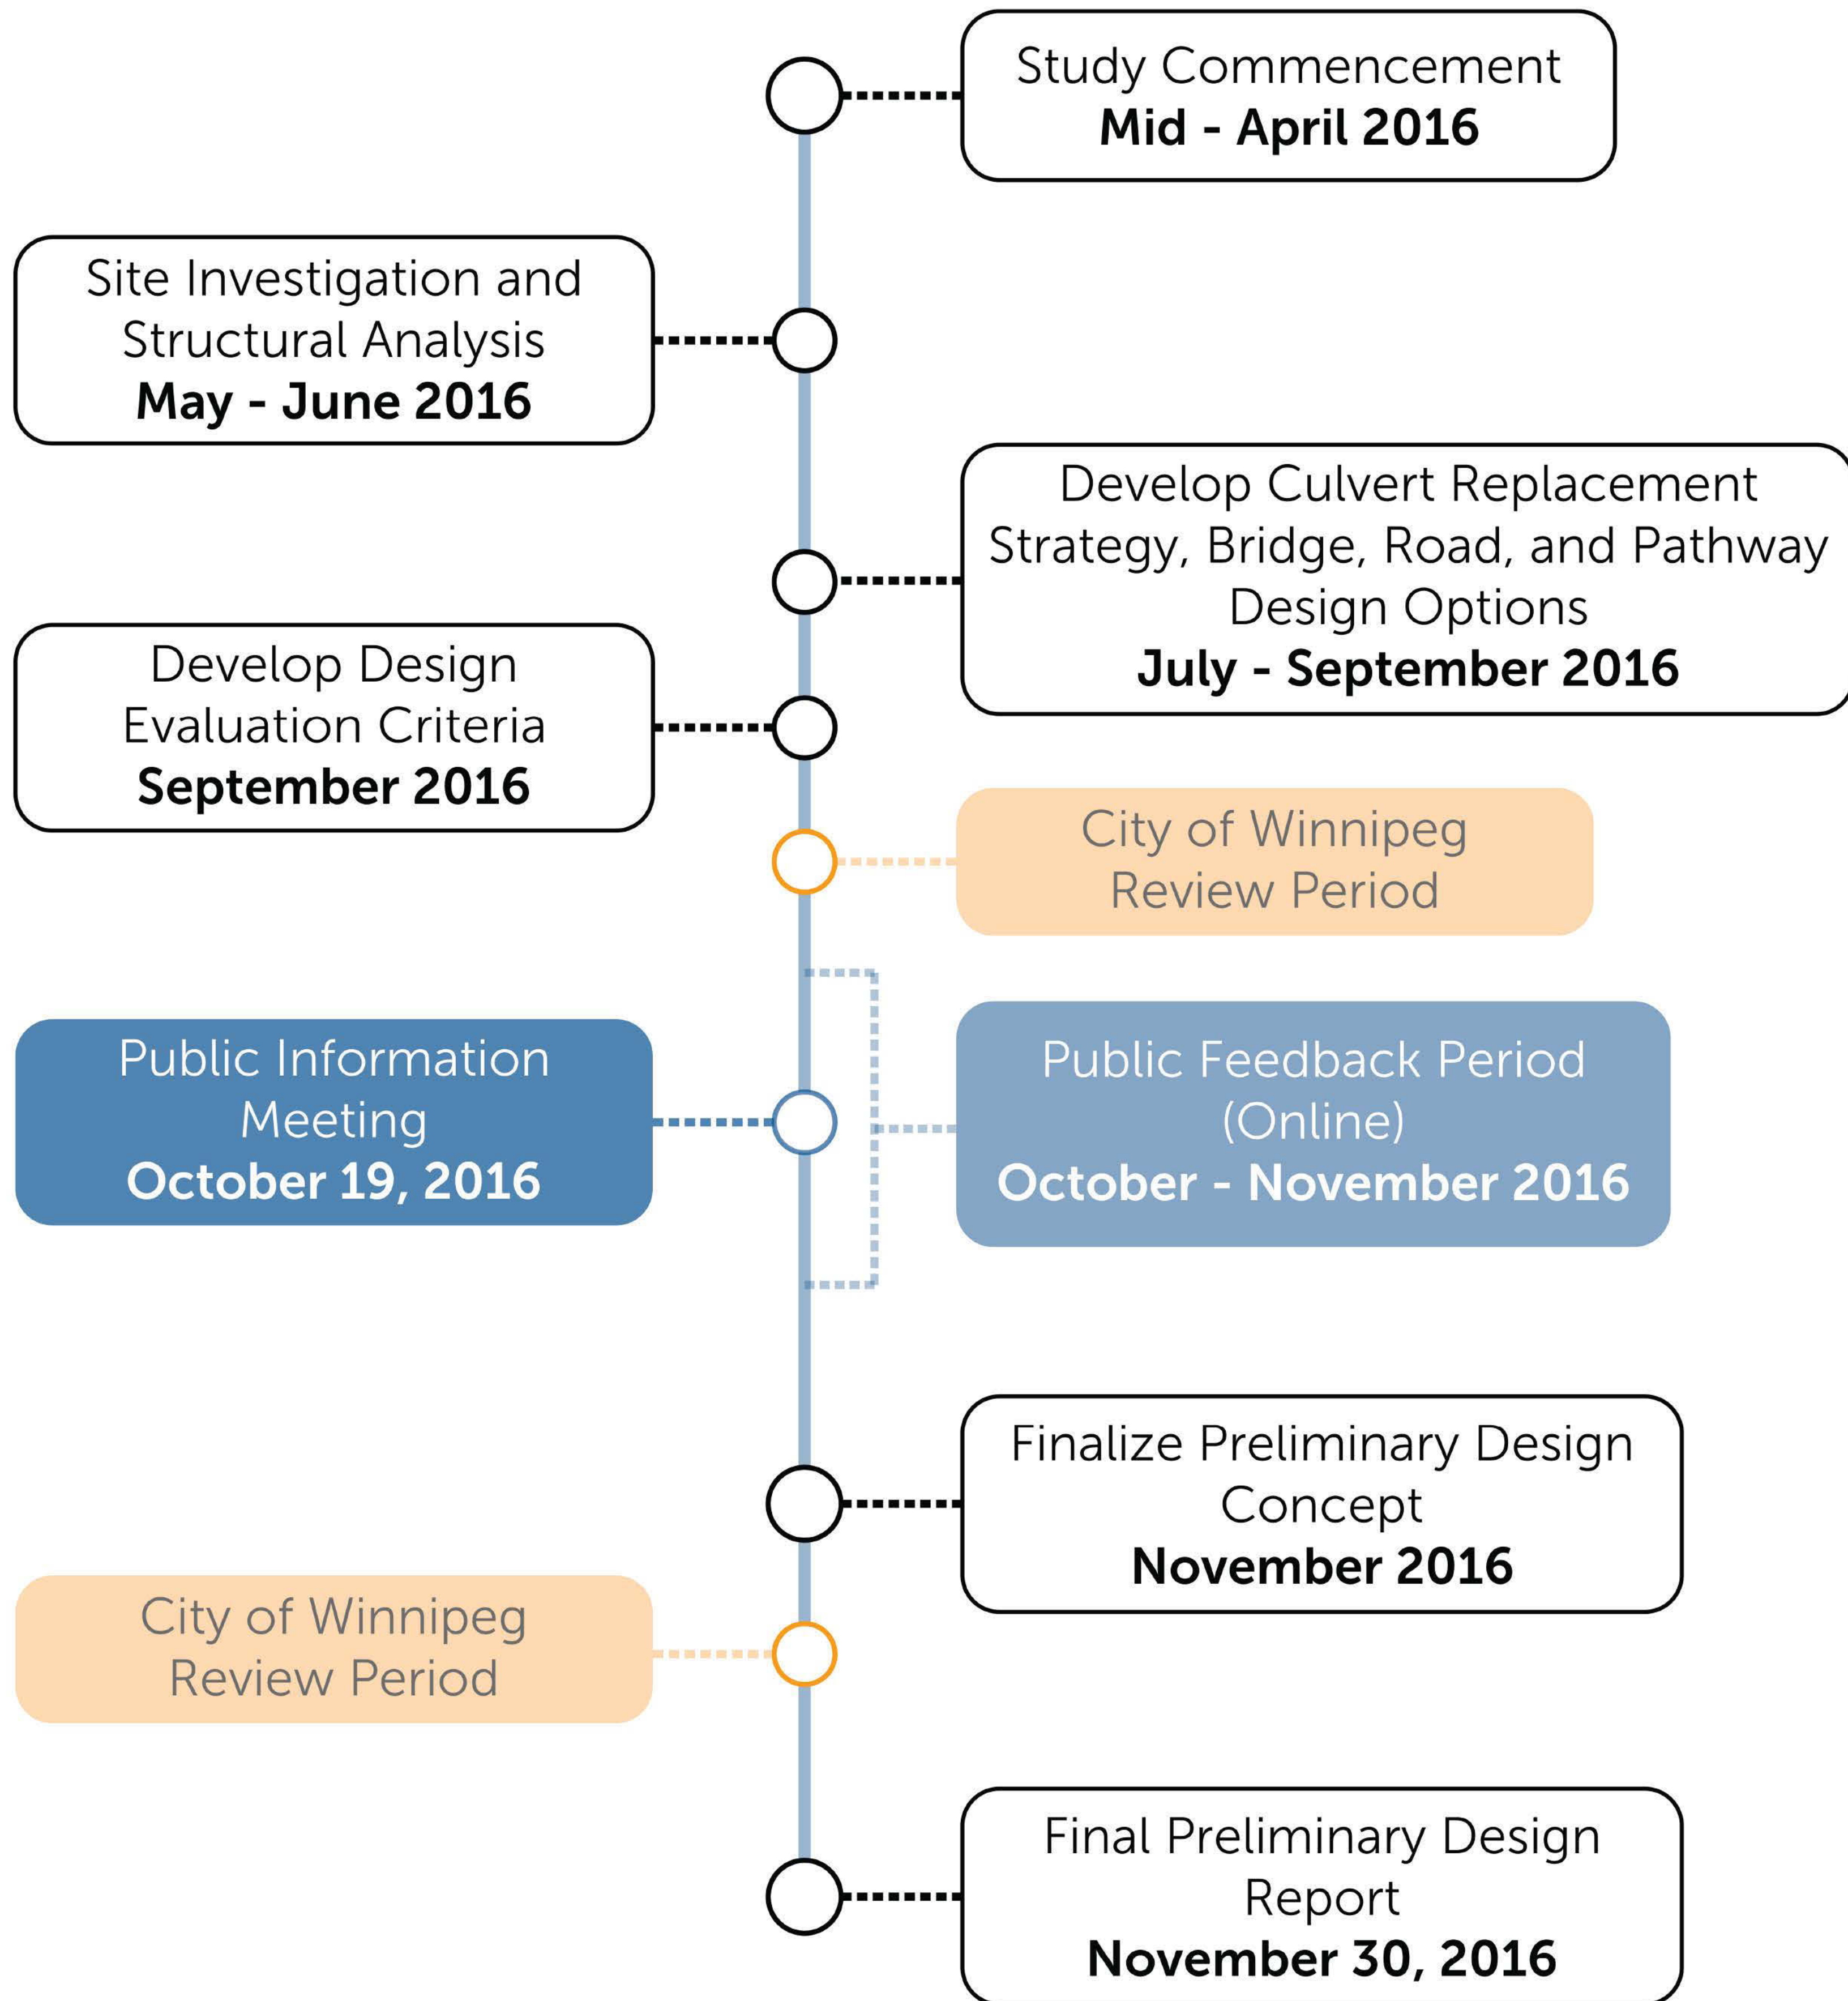 Study Commencement
Mid - April 2016
Site Investigation and
Structural Analysis
May - June 2016
Develop Culvert Replacement
Strategy, Bridge, Road, and Pathway
Design Options
July - September 2016
Develop Design
Evaluation Criteria
September 2016
City of Winnipeg
Review Period
Public Information
Meeting
October 19, 2016
Public Feedback Period
(Online)
October - November 2016
Finalize Preliminary Design
Concept
November 2016
City of Winnipeg
Review Period
Final Preliminary Design
Report
November 30, 2016